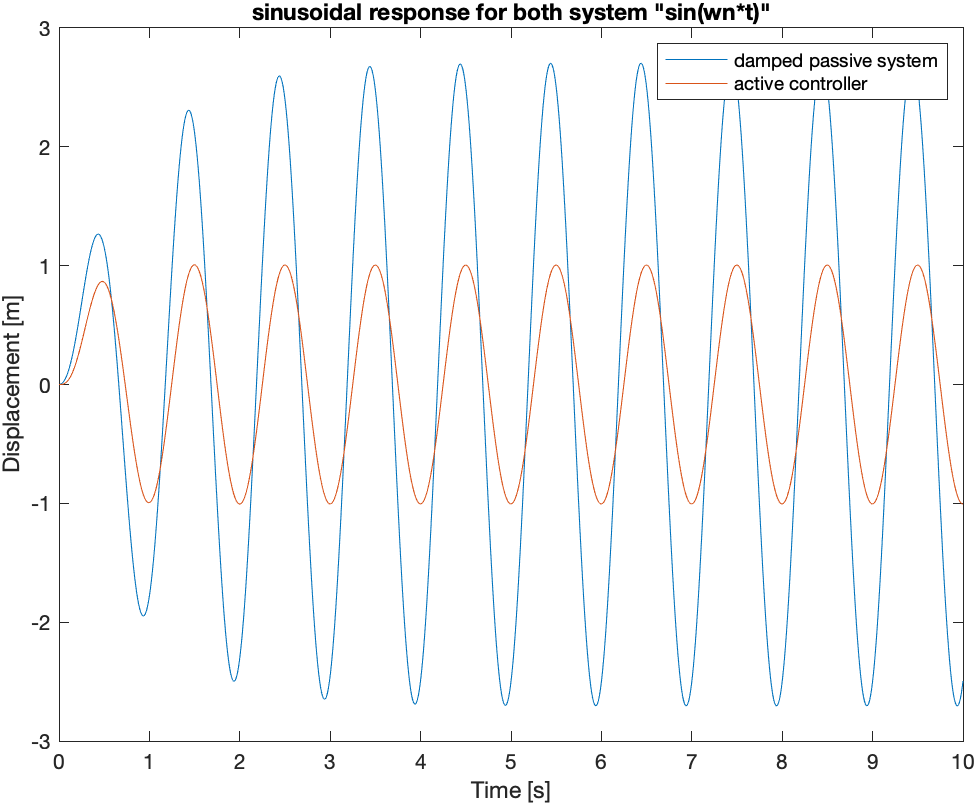 sinusoidal response for both system "sin(wn*t)"
damped passive system
active controller
3
2
1
0
-1
-2
-3
Displacement [m]
0 1 2 3 4 5 6 7 8 9 10
Time [s]